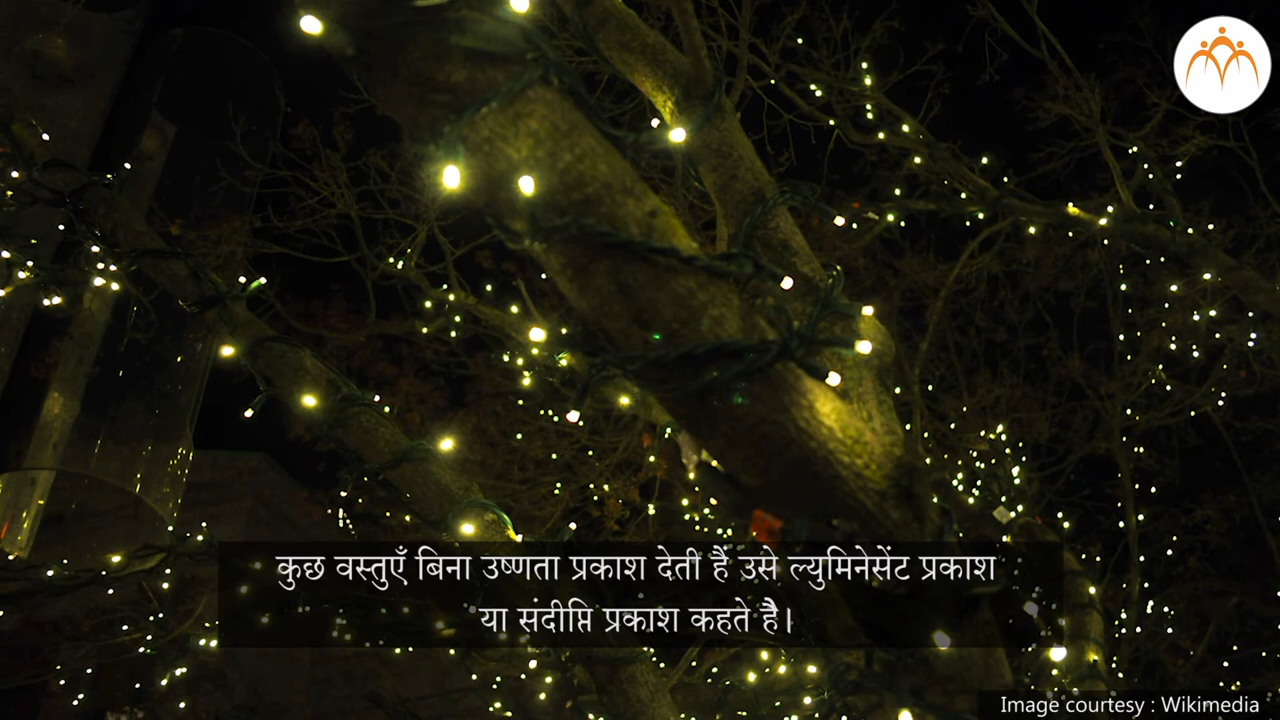 कुछ वस्तुएँ बिना उष्णता प्रकाश देती हैं उसे ल्युमिनेसेंट प्रकाश
या संदीप्ति प्रकाश कहते हैै।
Image courtesy : Wikimedia